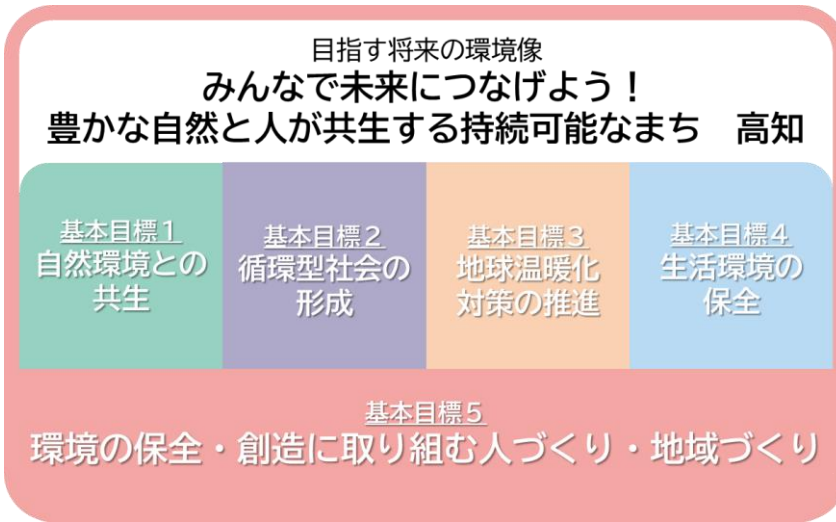 目指す将来の環境像
みんなで未来につなげよう！
豊かな自然と人が共生する持続可能なまち　高知
基本目標１
自然環境との
共生
基本目標２
循環型社会の
形成
基本目標３
地球温暖化
対策の推進
基本目標４
生活環境の
保全
基本目標５
環境の保全・創造に取り組む人づくり・地域づくり